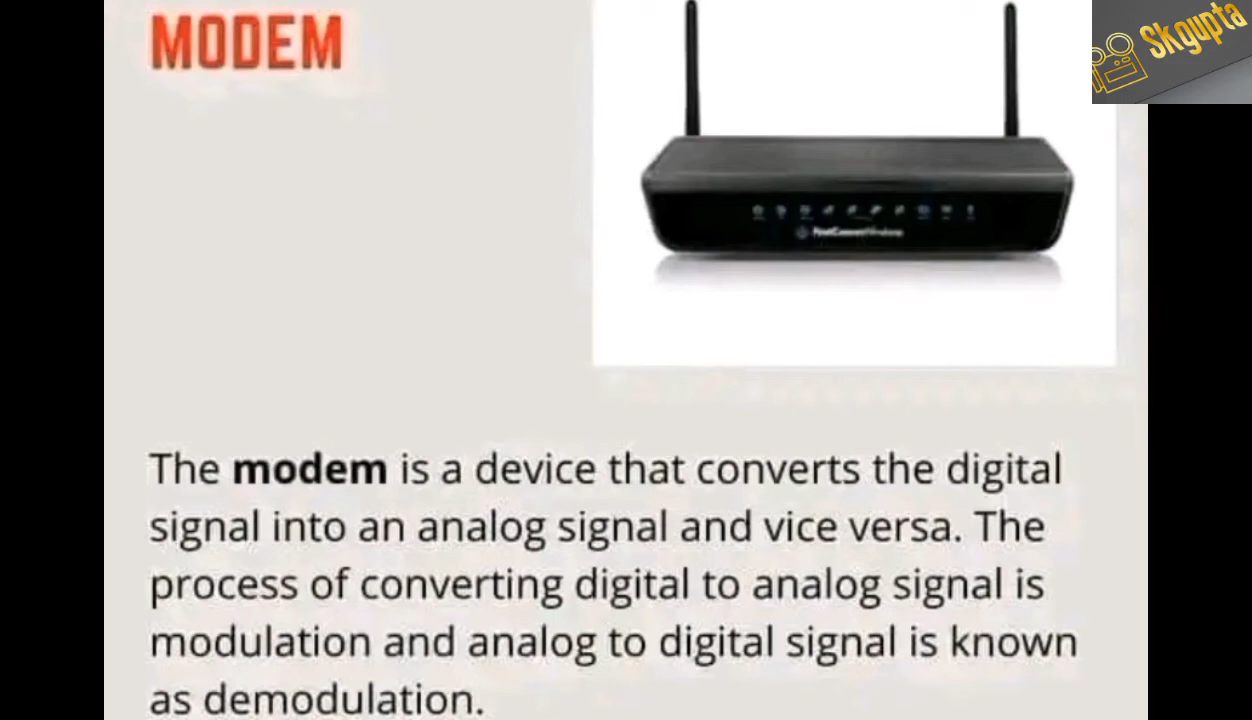 MODEM
Skgupta
The modem is a device that converts the digital
signal into an analog signal and vice versa. The
process of converting digital to analog signal is
modulation and analog to digital signal is known
as demodulation.